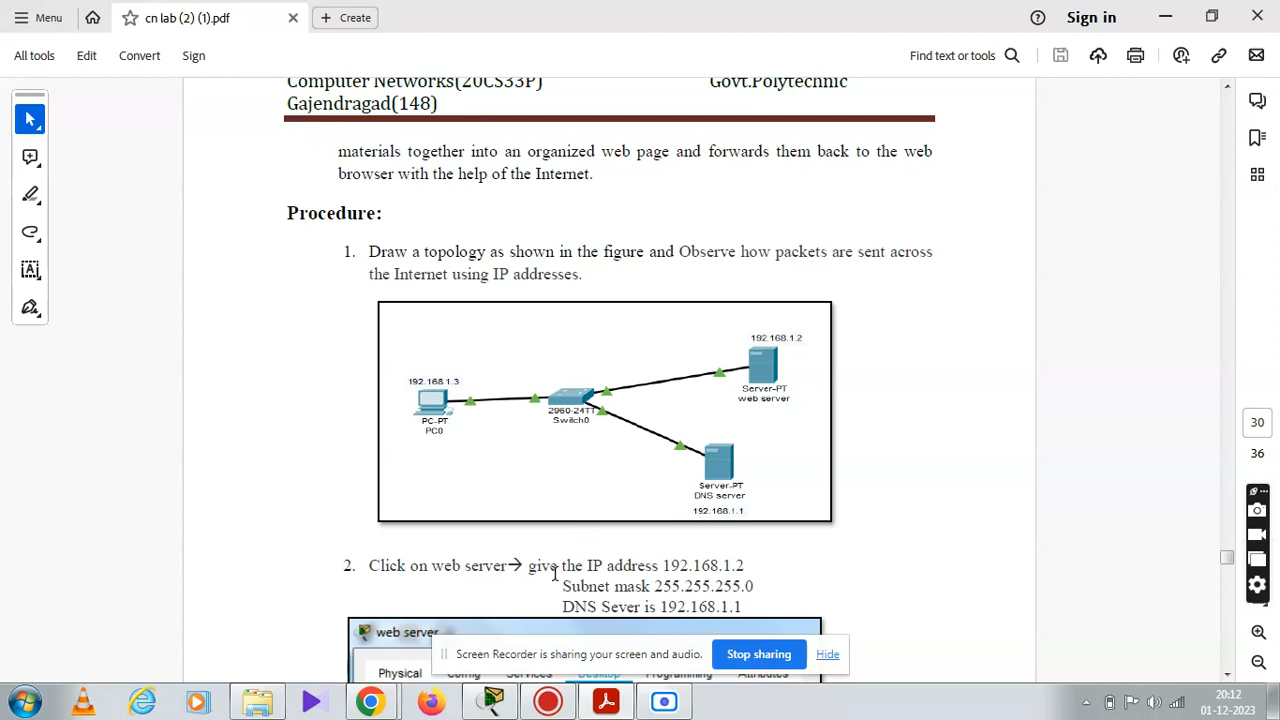 Menu
cn lab (2) (1).pdf
Create
Sign in
All tools
Edit
Convert
Sign
Find text or tools
Computer Networks(20CS33P) Govt.Polytechnic
Gajendragad(148)
materials together into an organized web page and forwards them back to the web
browser with the help of the Internet.
Procedure:
1. Draw a topology as shown in the figure and Observe how packets are sent across
the Internet using IP addresses.
192.168.1.2
Server-PT
web server
192.168.1.3
PC-PT
PC0
2960-24TT
Switch0
Server-PT
DNS server
192.168.1.1
30
36
2. Click on web server→ give the IP address 192.168.1.2
Subnet mask 255.255.255.0
DNS Sever is 192.168.1.1
web server
Screen Recorder is sharing your screen and audio.
Stop sharing
Hide
Physical Config Services Desktop Programming Attributes
20:12
01-12-2023